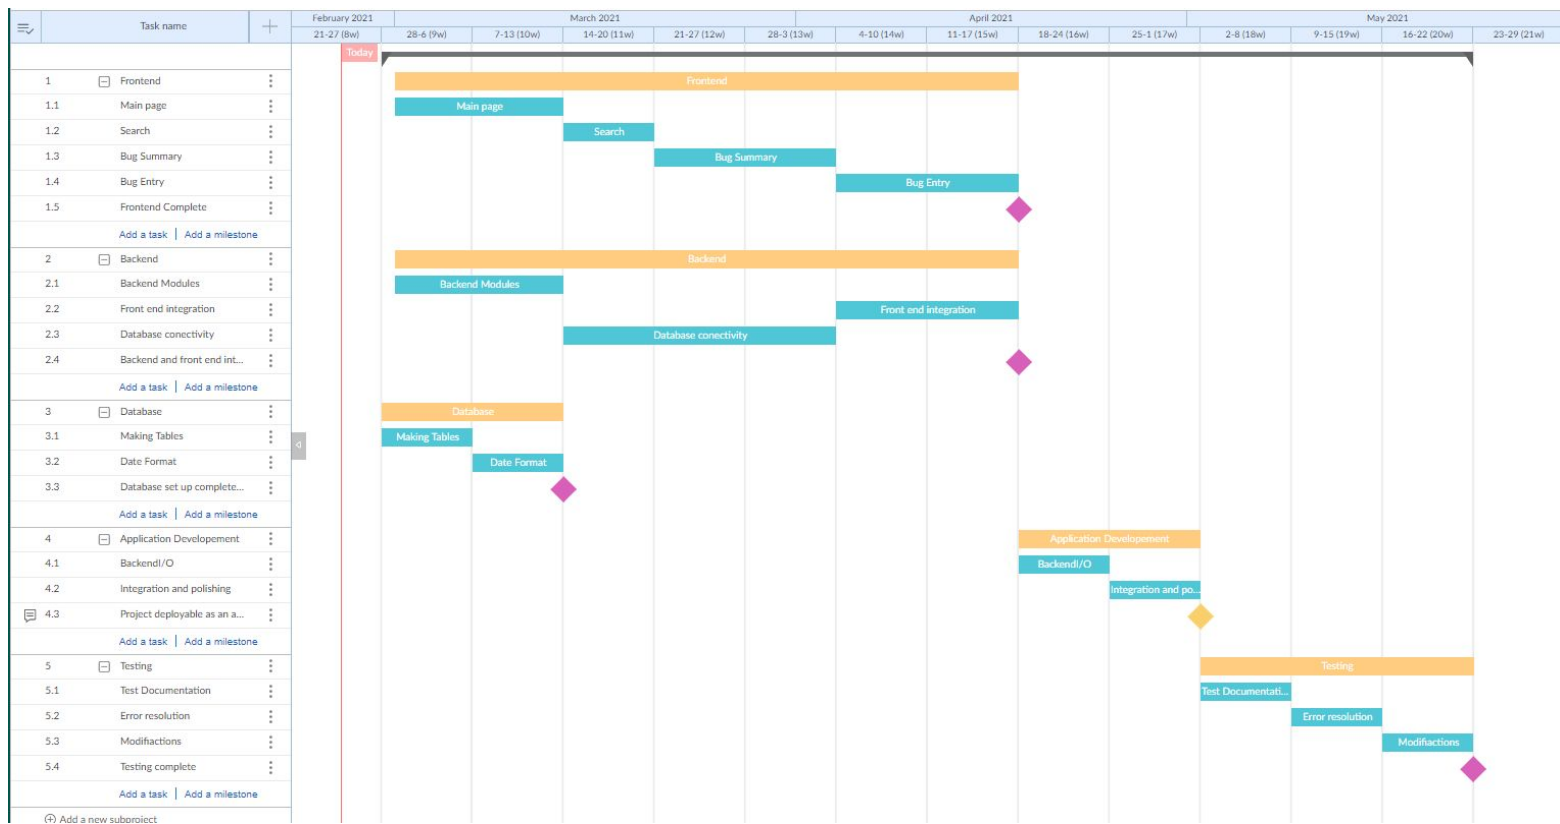 Task name
February 2021 March 2021 April 2021 May 2021
21-27 (8w) 28-6 (9w) 7-13 (10w) 14-20 (11w) 21-27 (12w) 28-3 (13w) 4-10 (14w) 11-17 (15w) 18-24 (16w) 25-1 (17w) 2-8 (18w) 9-15 (19w) 16-22 (20w) 23-29 (21w)
Today
1 Frontend Frontend
1.1 Main page Main page
1.2 Search Search
1.3 Bug Summary Bug Summary
1.4 Bug Entry Bug Entry
1.5 Frontend Complete
Add a task | Add a milestone
2 Backend Backend
2.1 Backend Modules Backend Modules
2.2 Front end integration Front end integration
2.3 Database conectivity Database conectivity
2.4 Backend and front end int...
Add a task | Add a milestone
3 Database Database
3.1 Making Tables Making Tables
3.2 Date Format Date Format
3.3 Database set up complete...
Add a task | Add a milestone
4 Application Developement Application Developement
4.1 BackendI/O BackendI/O
4.2 Integration and polishing Integration and po...
4.3 Project deployable as an a...
Add a task | Add a milestone
5 Testing Testing
5.1 Test Documentation Test Documentati...
5.2 Error resolution Error resolution
5.3 Modifiactions Modifiactions
5.4 Testing complete
Add a task | Add a milestone
Add a new subproject